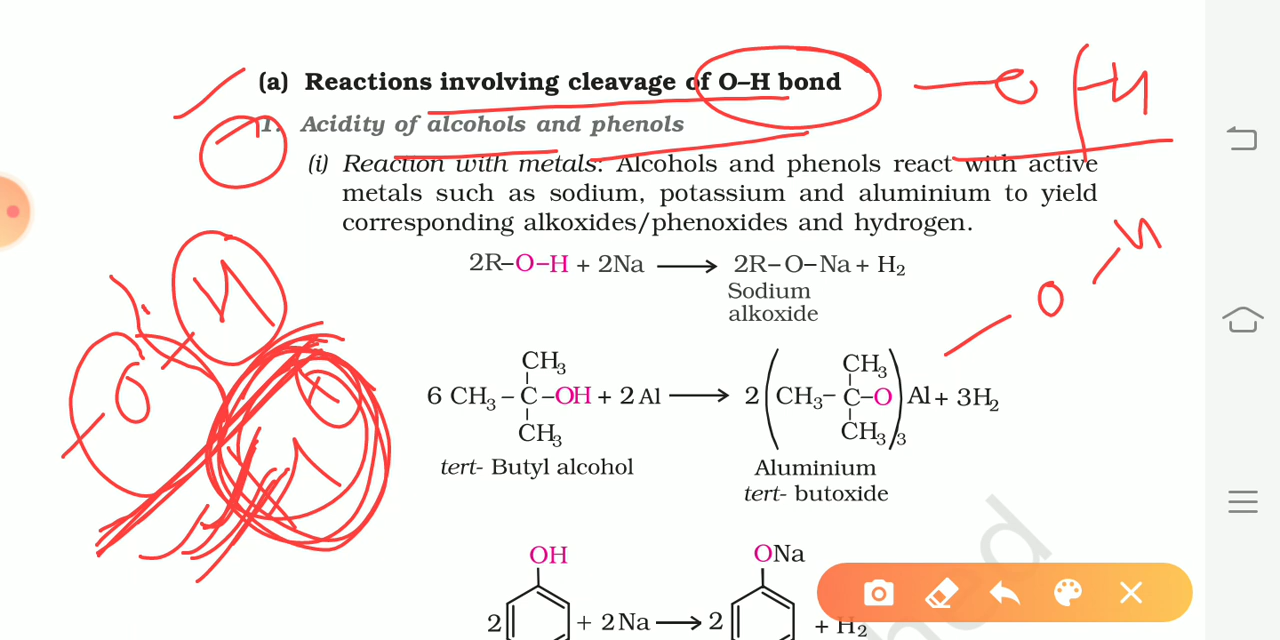 (a) Reactions involving cleavage of O–H bond
1. Acidity of alcohols and phenols
(i) Reaction with metals: Alcohols and phenols react with active
metals such as sodium, potassium and aluminium to yield
corresponding alkoxides/phenoxides and hydrogen.
2R–O–H + 2Na ⟶ 2R–O–Na + H₂
Sodium
alkoxide
CH₃ CH₃
6 CH₃ – C –OH + 2 Al ⟶ 2 ( CH₃– C–O )₃ Al + 3H₂
CH₃ CH₃
tert- Butyl alcohol Aluminium
tert- butoxide
OH ONa
2 + 2Na ⟶ 2 + H₂
O H
O – H
O H